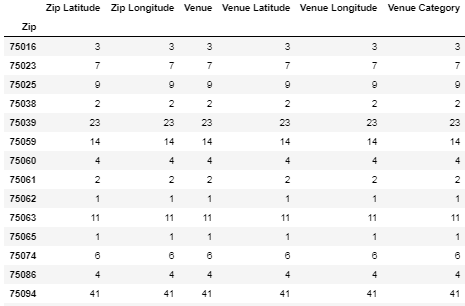 Zip Latitude Zip Longitude Venue Venue Latitude Venue Longitude Venue Category
Zip
75016 3 3 3 3 3 3
75023 7 7 7 7 7 7
75025 9 9 9 9 9 9
75038 2 2 2 2 2 2
75039 23 23 23 23 23 23
75059 14 14 14 14 14 14
75060 4 4 4 4 4 4
75061 2 2 2 2 2 2
75062 1 1 1 1 1 1
75063 11 11 11 11 11 11
75065 1 1 1 1 1 1
75074 6 6 6 6 6 6
75086 4 4 4 4 4 4
75094 41 41 41 41 41 41